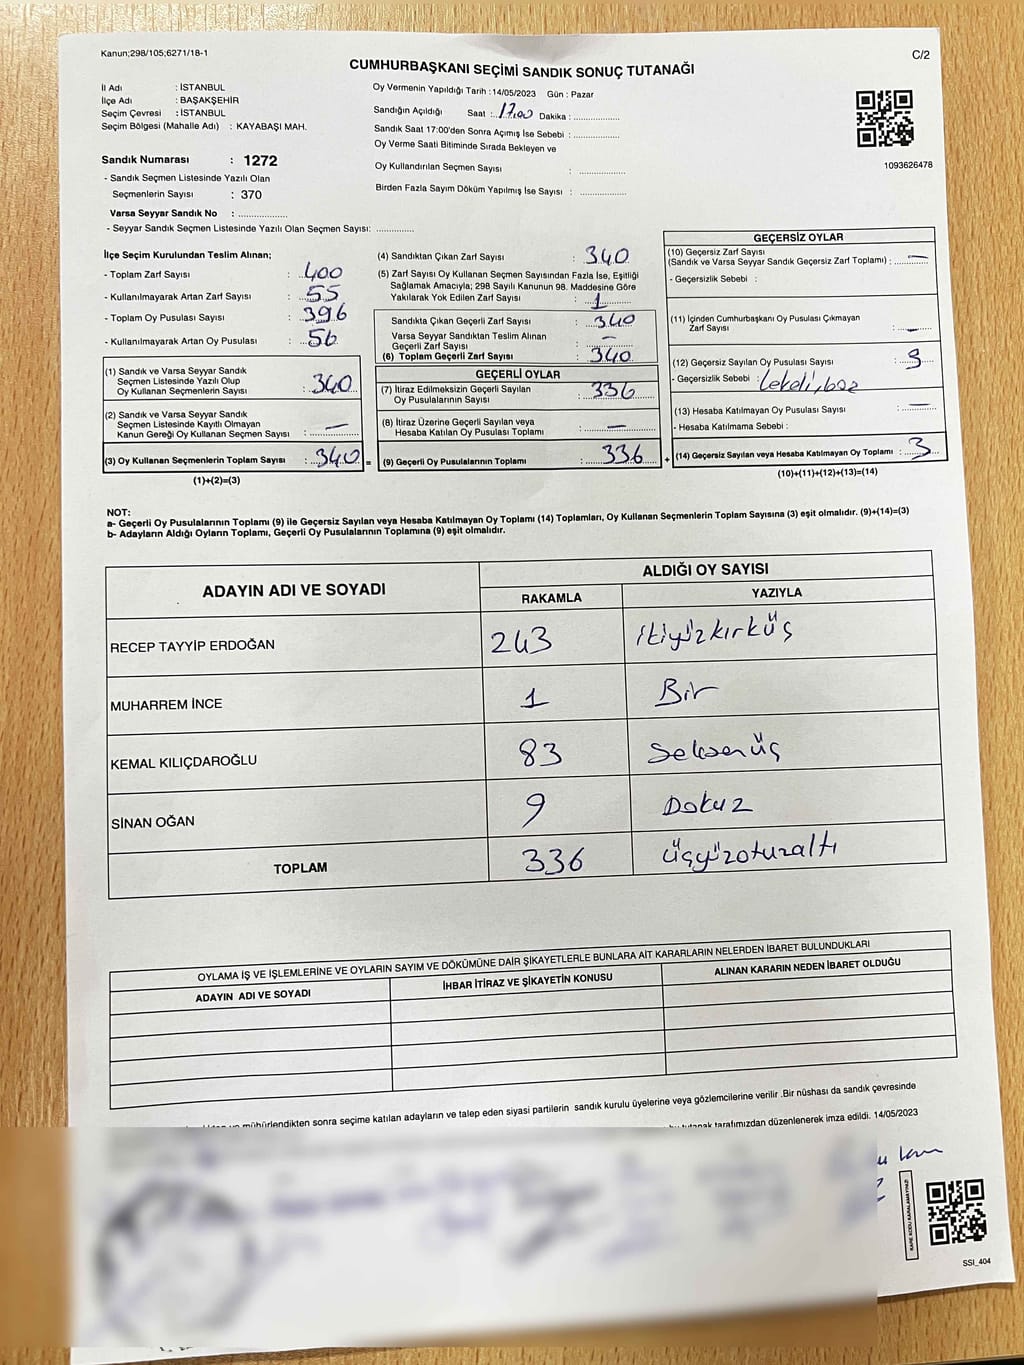 Kanun;298/105;6271/18-1
C/2
CUMHURBAŞKANI SEÇİMİ SANDIK SONUÇ TUTANAĞI
İl Adı : İSTANBUL
İlçe Adı : BAŞAKŞEHİR
Seçim Çevresi : İSTANBUL
Seçim Bölgesi (Mahalle Adı) : KAYABAŞI MAH.
Sandık Numarası : 1272
- Sandık Seçmen Listesinde Yazılı Olan
Seçmenlerin Sayısı : 370
Varsa Seyyar Sandık No : ................
- Seyyar Sandık Seçmen Listesinde Yazılı Olan Seçmen Sayısı: ............
Oy Vermenin Yapıldığı Tarih :14/05/2023 Gün : Pazar
Sandığın Açıldığı Saat :..17.00 Dakika : ..............
Sandık Saat 17:00'den Sonra Açımış İse Sebebi : ..............
Oy Verme Saati Bitiminde Sırada Bekleyen ve
Oy Kullandırılan Seçmen Sayısı : ..............
Birden Fazla Sayım Döküm Yapılmış İse Sayısı : ..............
1093626478
İlçe Seçim Kurulundan Teslim Alınan;
- Toplam Zarf Sayısı : 400
- Kullanılmayarak Artan Zarf Sayısı : 55
- Toplam Oy Pusulası Sayısı : 396
- Kullanılmayarak Artan Oy Pusulası : 56
(1) Sandık ve Varsa Seyyar Sandık
Seçmen Listesinde Yazılı Olup
Oy Kullanan Seçmenlerin Sayısı : 340
(2) Sandık ve Varsa Seyyar Sandık
Seçmen Listesinde Kayıtlı Olmayan
Kanun Gereği Oy Kullanan Seçmen Sayısı : —
(3) Oy Kullanan Seçmenlerin Toplam Sayısı : 340 =
(1)+(2)=(3)
(4) Sandıktan Çıkan Zarf Sayısı : 340
(5) Zarf Sayısı Oy Kullanan Seçmen Sayısından Fazla İse, Eşitliği
Sağlamak Amacıyla; 298 Sayılı Kanunun 98. Maddesine Göre
Yakılarak Yok Edilen Zarf Sayısı : 1
Sandıkta Çıkan Geçerli Zarf Sayısı : 340
Varsa Seyyar Sandıktan Teslim Alınan
Geçerli Zarf Sayısı : —
(6) Toplam Geçerli Zarf Sayısı : 340
GEÇERLİ OYLAR
(7) İtiraz Edilmeksizin Geçerli Sayılan
Oy Pusulalarının Sayısı : 336
(8) İtiraz Üzerine Geçerli Sayılan veya
Hesaba Katılan Oy Pusulası Toplamı : —
(9) Geçerli Oy Pusulalarının Toplamı : 336 +
GEÇERSİZ OYLAR
(10) Geçersiz Zarf Sayısı
(Sandık ve Varsa Seyyar Sandık Geçersiz Zarf Toplamı) : —
- Geçersizlik Sebebi :
(11) İçinden Cumhurbaşkanı Oy Pusulası Çıkmayan
Zarf Sayısı : —
(12) Geçersiz Sayılan Oy Pusulası Sayısı : 3
- Geçersizlik Sebebi : Lekeli,
(13) Hesaba Katılmayan Oy Pusulası Sayısı : —
- Hesaba Katılmama Sebebi :
(14) Geçersiz Sayılan veya Hesaba Katılmayan Oy Toplamı : 3
(10)+(11)+(12)+(13)=(14)
NOT:
a- Geçerli Oy Pusulalarının Toplamı (9) ile Geçersiz Sayılan veya Hesaba Katılmayan Oy Toplamı (14) Toplamları, Oy Kullanan Seçmenlerin Toplam Sayısına (3) eşit olmalıdır. (9)+(14)=(3)
b- Adayların Aldığı Oyların Toplamı, Geçerli Oy Pusulalarının Toplamına (9) eşit olmalıdır.
ADAYIN ADI VE SOYADI
ALDIĞI OY SAYISI
RAKAMLA YAZIYLA
RECEP TAYYİP ERDOĞAN 243 ikiyüzkırküş
MUHARREM İNCE 1 Bir
KEMAL KILIÇDAROĞLU 83 Seksenüç
SİNAN OĞAN 9 Dokuz
TOPLAM 336 üçyüzotuzaltı
OYLAMA İŞ VE İŞLEMLERİNE VE OYLARIN SAYIM VE DÖKÜMÜNE DAİR ŞİKAYETLERLE BUNLARA AİT KARARLARIN NELERDEN İBARET BULUNDUKLARI
ADAYIN ADI VE SOYADI İHBAR İTİRAZ VE ŞİKAYETİN KONUSU ALINAN KARARIN NEDEN İBARET OLDUĞU
mühürlendikten sonra seçime katılan adayların ve talep eden siyasi partilerin sandık kurulu üyelerine veya gözlemcilerine verilir .Bir nüshası da sandık çevresinde
tutanak tarafımızdan düzenlenerek imza edildi. 14/05/2023
KARE KODU KARALAMAYINIZ!
SSI_404